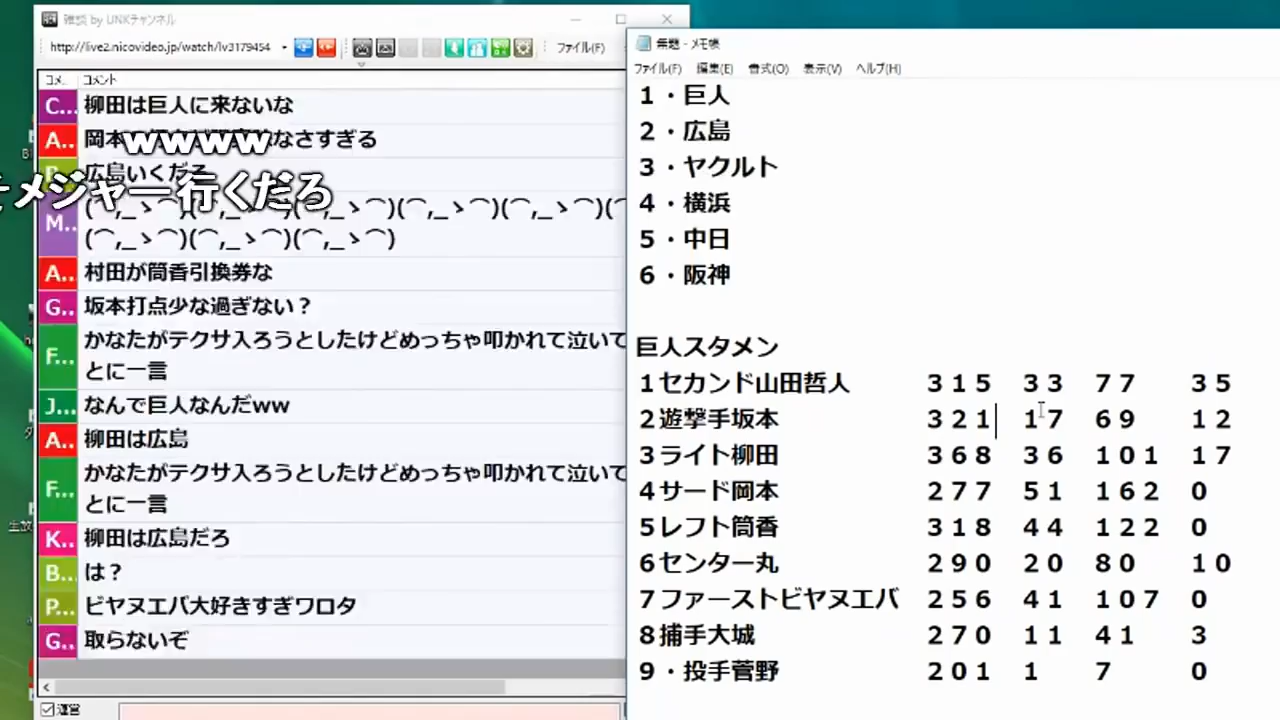 雑談 by UNKチャンネル
http://live2.nicovideo.jp/watch/lv3179454
ファイル(F)
コメ.. コメント
C... 柳田は巨人に来ないな
A.. 岡本
なさすぎる
wwww
広島いくだろ
そメジャー行くだろ
M.. (⌒,_ゝ⌒)(⌒,_ゝ⌒)(⌒,_ゝ⌒)(⌒,_ゝ⌒)(⌒,_ゝ⌒)(⌒
(⌒,_ゝ⌒)(⌒,_ゝ⌒)(⌒,_ゝ⌒)
A.. 村田が筒香引換券な
G.. 坂本打点少な過ぎない？
F... かなたがテクサ入ろうとしたけどめっちゃ叩かれて泣いて
とに一言
J... なんで巨人なんだww
A.. 柳田は広島
F... かなたがテクサ入ろうとしたけどめっちゃ叩かれて泣いて
とに一言
K.. 柳田は広島だろ
B... は？
P... ビヤヌエバ大好きすぎワロタ
G.. 取らないぞ
運営
無題 - メモ帳
ファイル(F) 編集(E) 書式(O) 表示(V) ヘルプ(H)
１・巨人
２・広島
３・ヤクルト
４・横浜
５・中日
６・阪神
巨人スタメン
１セカンド山田哲人 ３１５ ３３ ７７ ３５
２遊撃手坂本 ３２１ １７ ６９ １２
３ライト柳田 ３６８ ３６ １０１ １７
４サード岡本 ２７７ ５１ １６２ ０
５レフト筒香 ３１８ ４４ １２２ ０
６センター丸 ２９０ ２０ ８０ １０
７ファーストビヤヌエバ ２５６ ４１ １０７ ０
８捕手大城 ２７０ １１ ４１ ３
９・投手菅野 ２０１ １ ７ ０